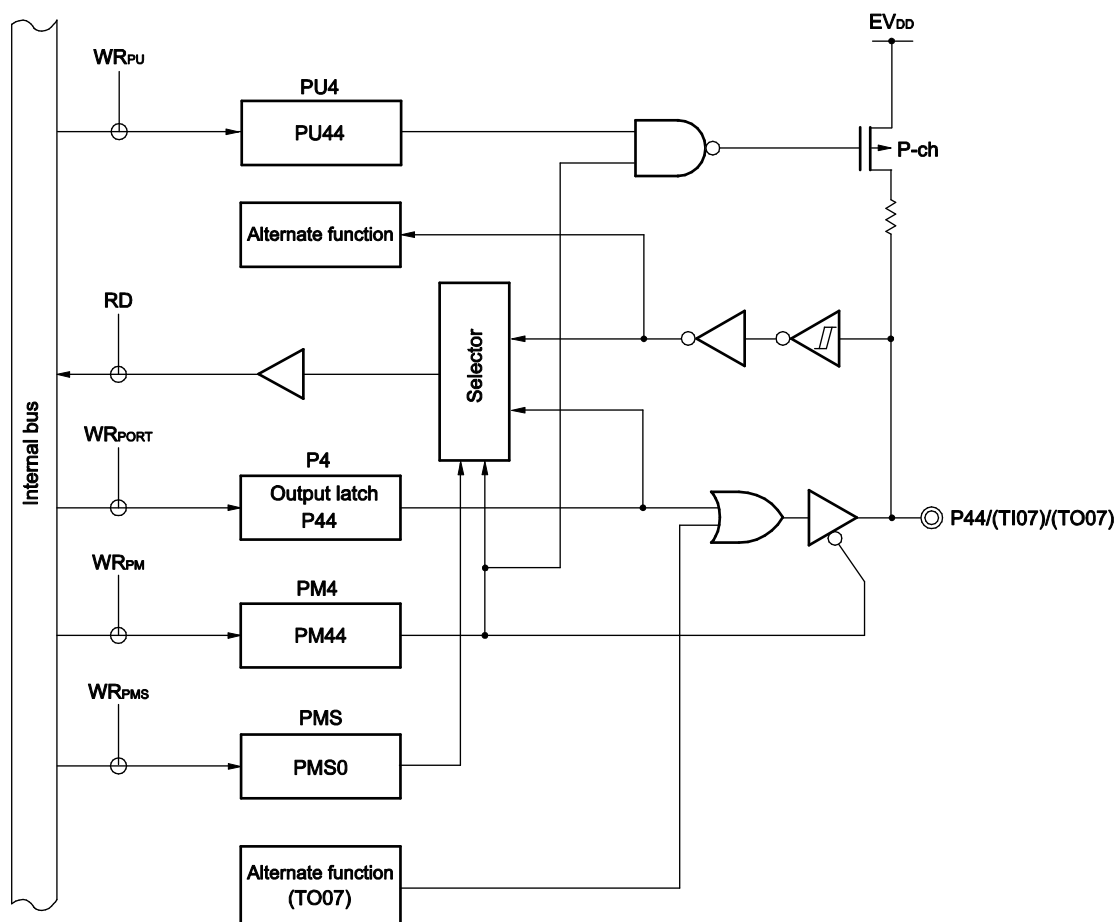 EVDD
WRPU
PU4
PU44
P-ch
Alternate function
RD
Selector
Internal bus
WRPORT
P4
Output latch
P44
P44/(TI07)/(TO07)
WRPM
PM4
PM44
WRPMS
PMS
PMS0
Alternate function
(TO07)